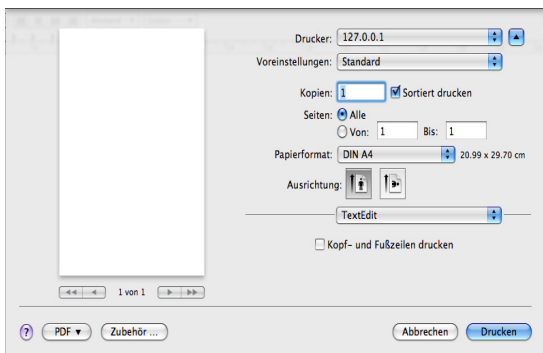 Drucker: 127.0.0.1
Voreinstellungen: Standard
Kopien: 1 Sortiert drucken
Seiten: Alle
Von: 1 Bis: 1
Papierformat: DIN A4 20.99 x 29.70 cm
Ausrichtung:
TextEdit
Kopf- und Fußzeilen drucken
1 von 1
? PDF Zubehör ... Abbrechen Drucken